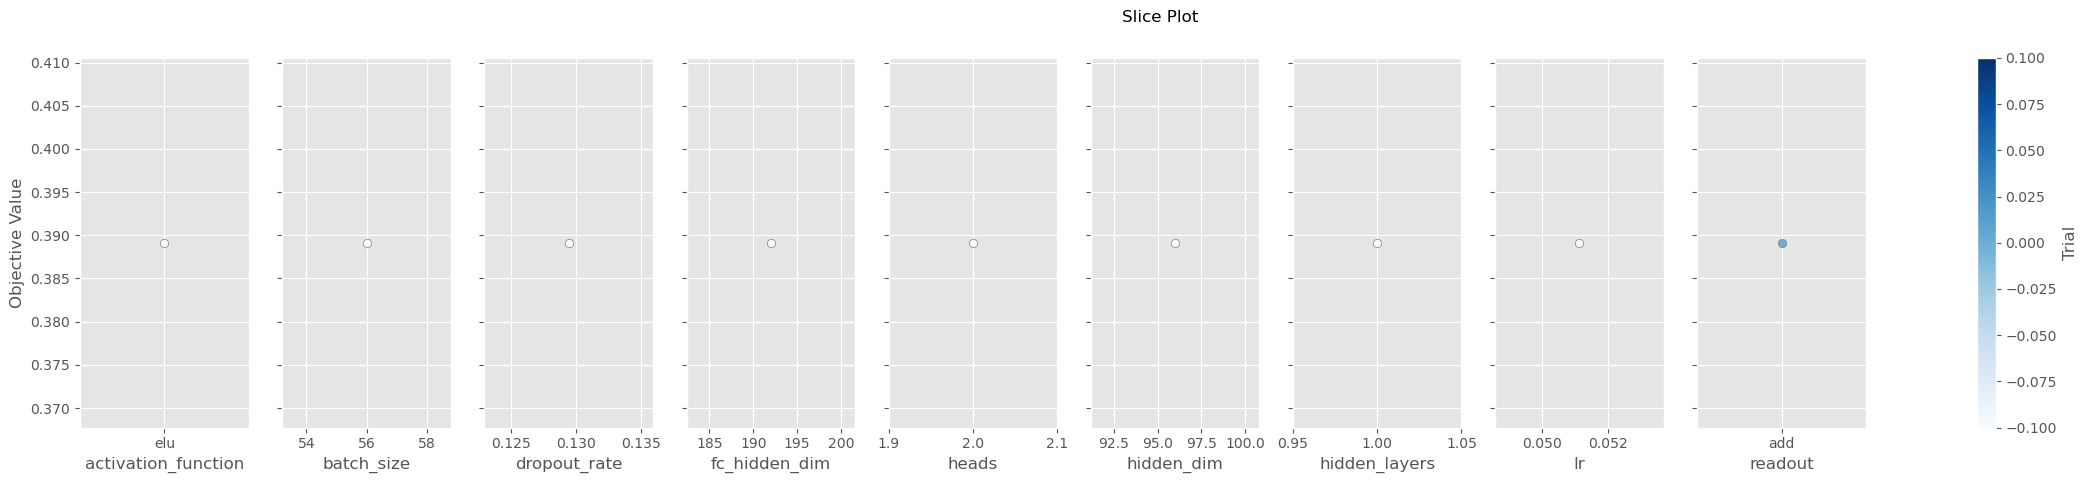 Slice Plot
Objective Value
0.410
0.405
0.400
0.395
0.390
0.385
0.380
0.375
0.370
elu
activation_function
54 56 58
batch_size
0.125 0.130 0.135
dropout_rate
185 190 195 200
fc_hidden_dim
1.9 2.0 2.1
heads
92.5 95.0 97.5 100.0
hidden_dim
0.95 1.00 1.05
hidden_layers
0.050 0.052
lr
add
readout
0.100
0.075
0.050
0.025
0.000
−0.025
−0.050
−0.075
−0.100
Trial